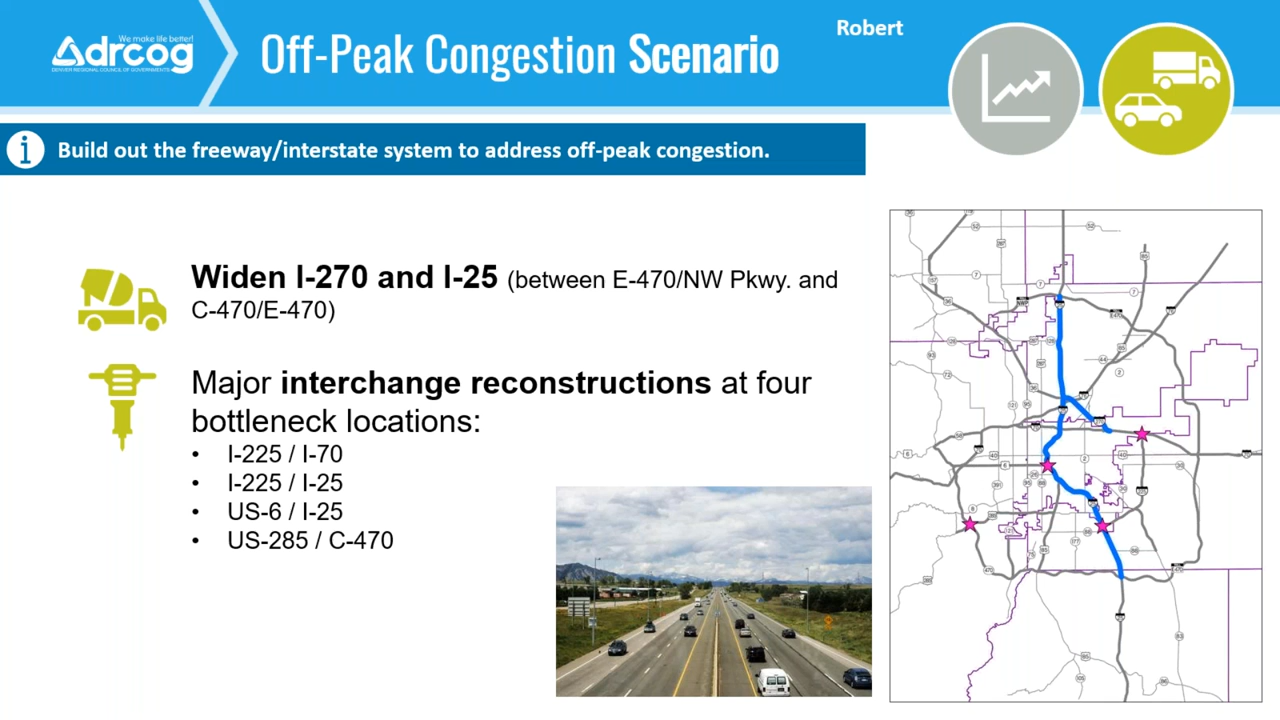 We make life better!
drcog
DENVER REGIONAL COUNCIL OF GOVERNMENTS
Off-Peak Congestion Scenario
Robert
i
Build out the freeway/interstate system to address off-peak congestion.
Widen I-270 and I-25 (between E-470/NW Pkwy. and
C-470/E-470)
Major interchange reconstructions at four
bottleneck locations:
• I-225 / I-70
• I-225 / I-25
• US-6 / I-25
• US-285 / C-470